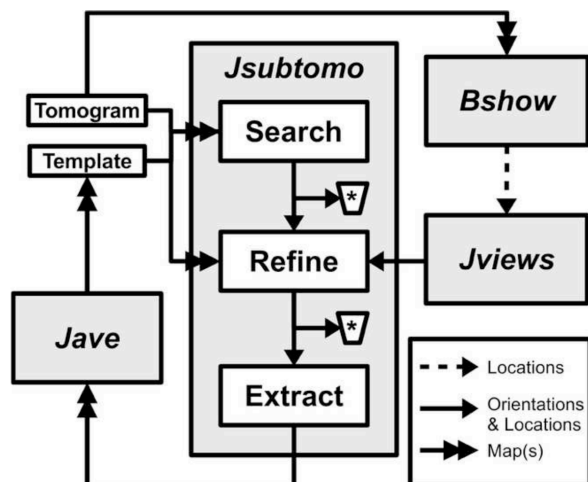 Jsubtomo
Tomogram
Template
Search
*
Refine
*
Extract
Bshow
Jviews
Jave
Locations
Orientations
& Locations
Map(s)